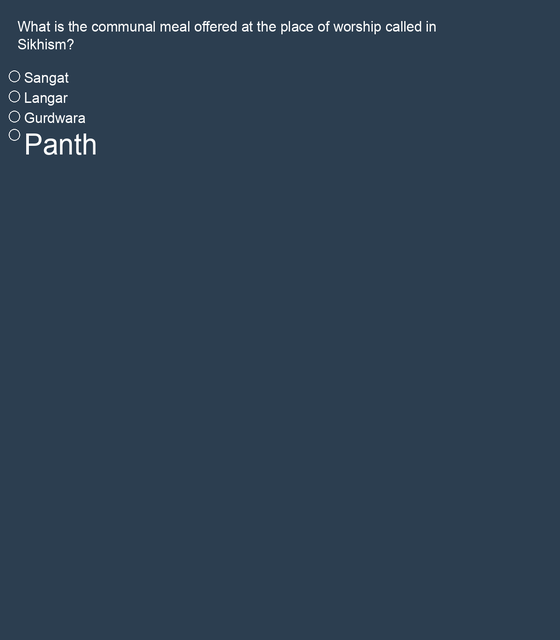 What is the communal meal offered at the place of worship called in
Sikhism?
Sangat
Langar
Gurdwara
Panth